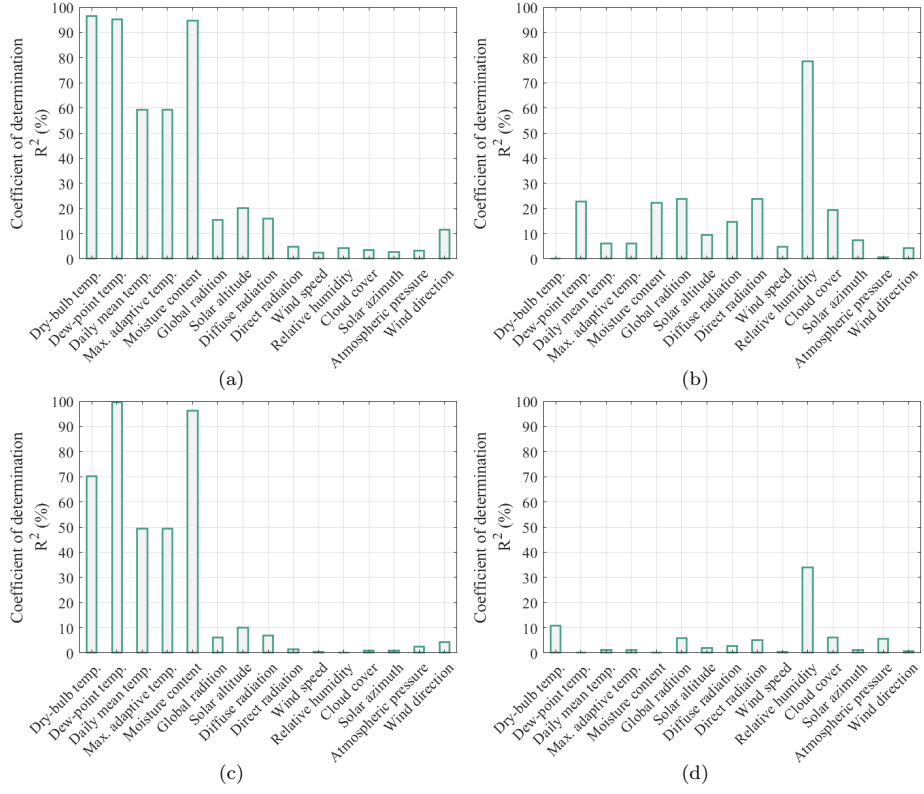 Coefficient of determination
R² (%)
100
90
80
70
60
50
40
30
20
10
0
Dry-bulb temp.
Dew-point temp.
Daily mean temp.
Max. adaptive temp.
Moisture content
Global radition
Solar altitude
Diffuse radiation
Direct radiation
Wind speed
Relative humidity
Cloud cover
Solar azimuth
Atmospheric pressure
Wind direction
(a)
Coefficient of determination
R² (%)
100
90
80
70
60
50
40
30
20
10
0
Dry-bulb temp.
Dew-point temp.
Daily mean temp.
Max. adaptive temp.
Moisture content
Global radition
Solar altitude
Diffuse radiation
Direct radiation
Wind speed
Relative humidity
Cloud cover
Solar azimuth
Atmospheric pressure
Wind direction
(b)
Coefficient of determination
R² (%)
100
90
80
70
60
50
40
30
20
10
0
Dry-bulb temp.
Dew-point temp.
Daily mean temp.
Max. adaptive temp.
Moisture content
Global radition
Solar altitude
Diffuse radiation
Direct radiation
Wind speed
Relative humidity
Cloud cover
Solar azimuth
Atmospheric pressure
Wind direction
(c)
Coefficient of determination
R² (%)
100
90
80
70
60
50
40
30
20
10
0
Dry-bulb temp.
Dew-point temp.
Daily mean temp.
Max. adaptive temp.
Moisture content
Global radition
Solar altitude
Diffuse radiation
Direct radiation
Wind speed
Relative humidity
Cloud cover
Solar azimuth
Atmospheric pressure
Wind direction
(d)